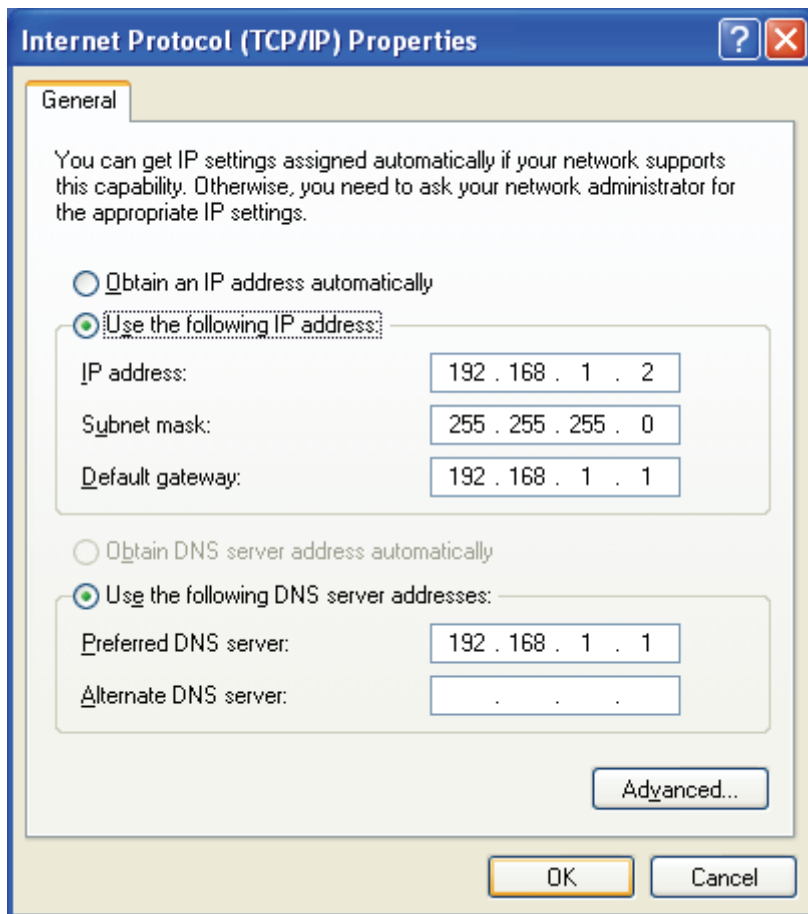 Internet Protocol (TCP/IP) Properties
General
You can get IP settings assigned automatically if your network supports
this capability. Otherwise, you need to ask your network administrator for
the appropriate IP settings.
Obtain an IP address automatically
Use the following IP address:
IP address: 192 . 168 . 1 . 2
Subnet mask: 255 . 255 . 255 . 0
Default gateway: 192 . 168 . 1 . 1
Obtain DNS server address automatically
Use the following DNS server addresses:
Preferred DNS server: 192 . 168 . 1 . 1
Alternate DNS server: . . .
Advanced...
OK Cancel